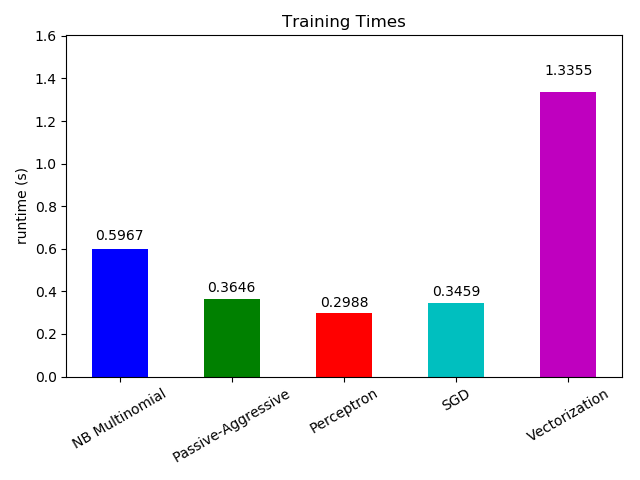 Training Times
runtime (s)
1.6
1.4
1.2
1.0
0.8
0.6
0.4
0.2
0.0
0.5967
0.3646
0.2988
0.3459
1.3355
NB Multinomial
Passive-Aggressive
Perceptron
SGD
Vectorization